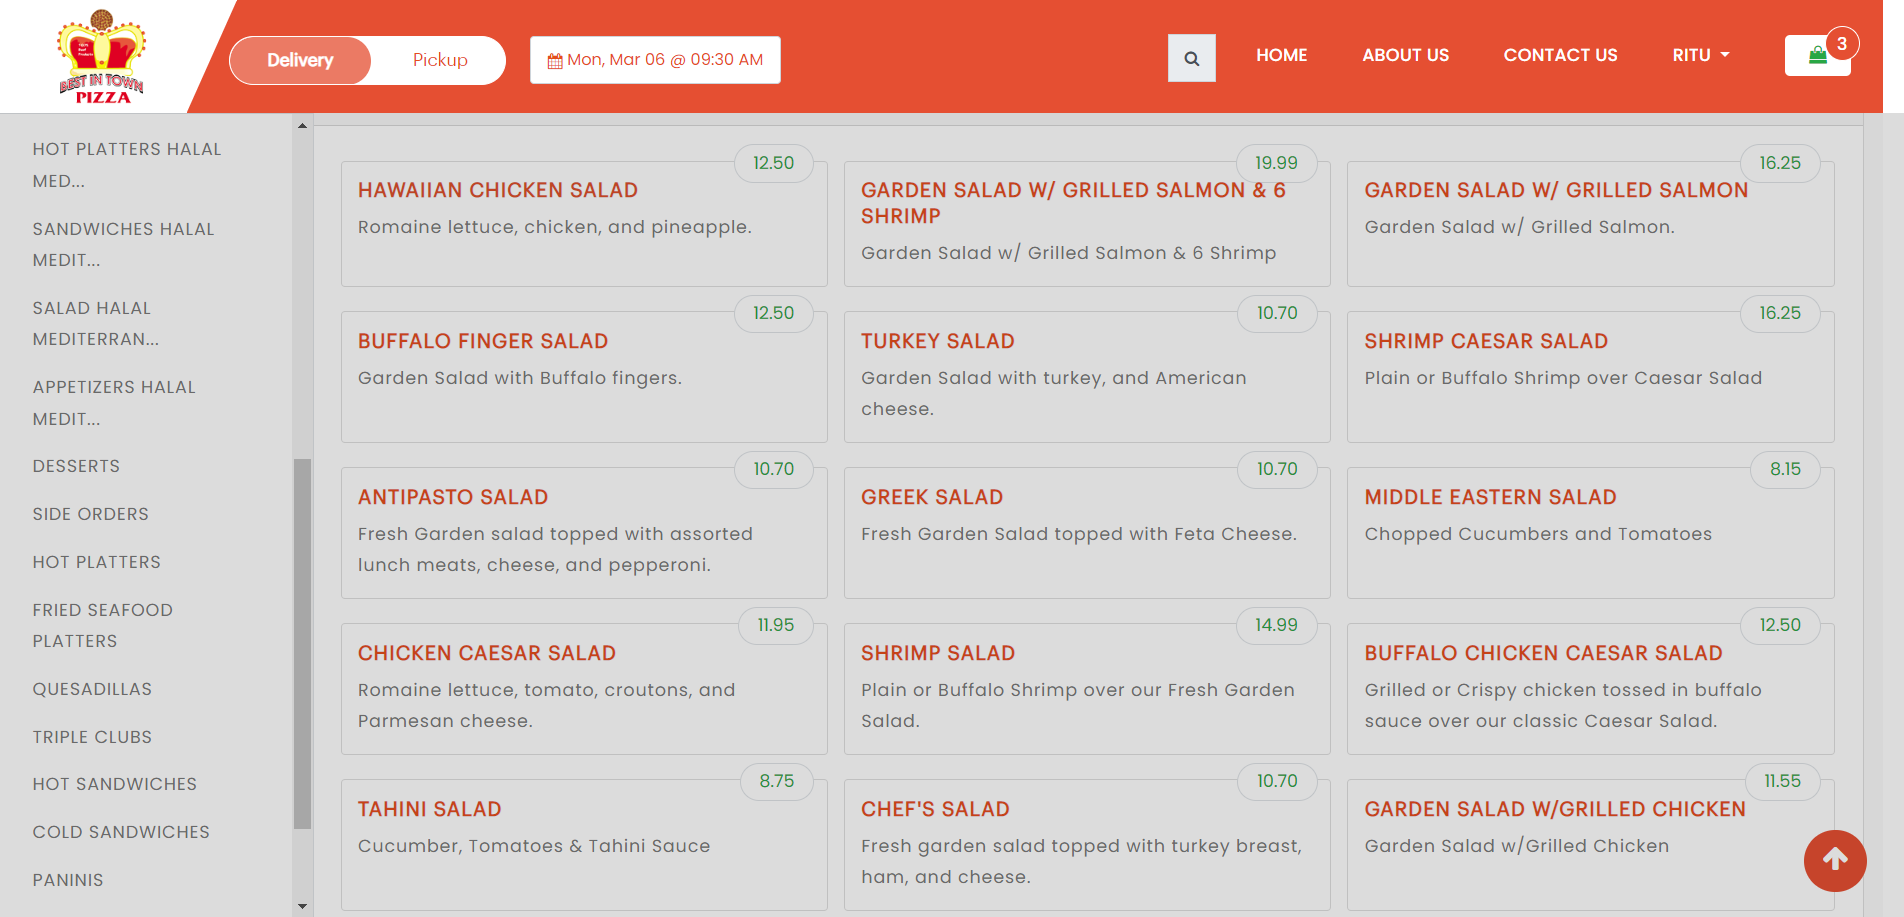 BEST IN TOWN
PIZZA
Delivery
Pickup
Mon, Mar 06 @ 09:30 AM
HOME
ABOUT US
CONTACT US
RITU
3
HOT PLATTERS HALAL
MED...
SANDWICHES HALAL
MEDIT...
SALAD HALAL
MEDITERRAN...
APPETIZERS HALAL
MEDIT...
DESSERTS
SIDE ORDERS
HOT PLATTERS
FRIED SEAFOOD
PLATTERS
QUESADILLAS
TRIPLE CLUBS
HOT SANDWICHES
COLD SANDWICHES
PANINIS
12.50
HAWAIIAN CHICKEN SALAD
Romaine lettuce, chicken, and pineapple.
19.99
GARDEN SALAD W/ GRILLED SALMON & 6
SHRIMP
Garden Salad w/ Grilled Salmon & 6 Shrimp
16.25
GARDEN SALAD W/ GRILLED SALMON
Garden Salad w/ Grilled Salmon.
12.50
BUFFALO FINGER SALAD
Garden Salad with Buffalo fingers.
10.70
TURKEY SALAD
Garden Salad with turkey, and American
cheese.
16.25
SHRIMP CAESAR SALAD
Plain or Buffalo Shrimp over Caesar Salad
10.70
ANTIPASTO SALAD
Fresh Garden salad topped with assorted
lunch meats, cheese, and pepperoni.
10.70
GREEK SALAD
Fresh Garden Salad topped with Feta Cheese.
8.15
MIDDLE EASTERN SALAD
Chopped Cucumbers and Tomatoes
11.95
CHICKEN CAESAR SALAD
Romaine lettuce, tomato, croutons, and
Parmesan cheese.
14.99
SHRIMP SALAD
Plain or Buffalo Shrimp over our Fresh Garden
Salad.
12.50
BUFFALO CHICKEN CAESAR SALAD
Grilled or Crispy chicken tossed in buffalo
sauce over our classic Caesar Salad.
8.75
TAHINI SALAD
Cucumber, Tomatoes & Tahini Sauce
10.70
CHEF'S SALAD
Fresh garden salad topped with turkey breast,
ham, and cheese.
11.55
GARDEN SALAD W/GRILLED CHICKEN
Garden Salad w/Grilled Chicken